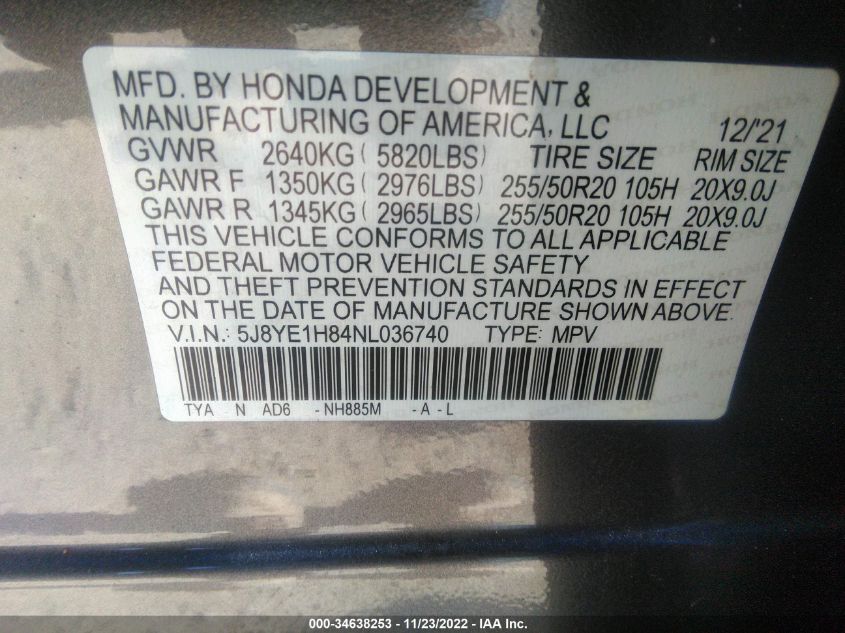 MFD. BY HONDA DEVELOPMENT &
MANUFACTURING OF AMERICA, LLC 12/'21
GVWR 2640KG ( 5820LBS) TIRE SIZE RIM SIZE
GAWR F 1350KG ( 2976LBS) 255/50R20 105H 20X9.0J
GAWR R 1345KG ( 2965LBS) 255/50R20 105H 20X9.0J
THIS VEHICLE CONFORMS TO ALL APPLICABLE
FEDERAL MOTOR VEHICLE SAFETY
AND THEFT PREVENTION STANDARDS IN EFFECT
ON THE DATE OF MANUFACTURE SHOWN ABOVE.
V.I.N.: 5J8YE1H84NL036740 TYPE: MPV
TYA N AD6 -NH885M -A -L
000-34638253 - 11/23/2022 - IAA Inc.